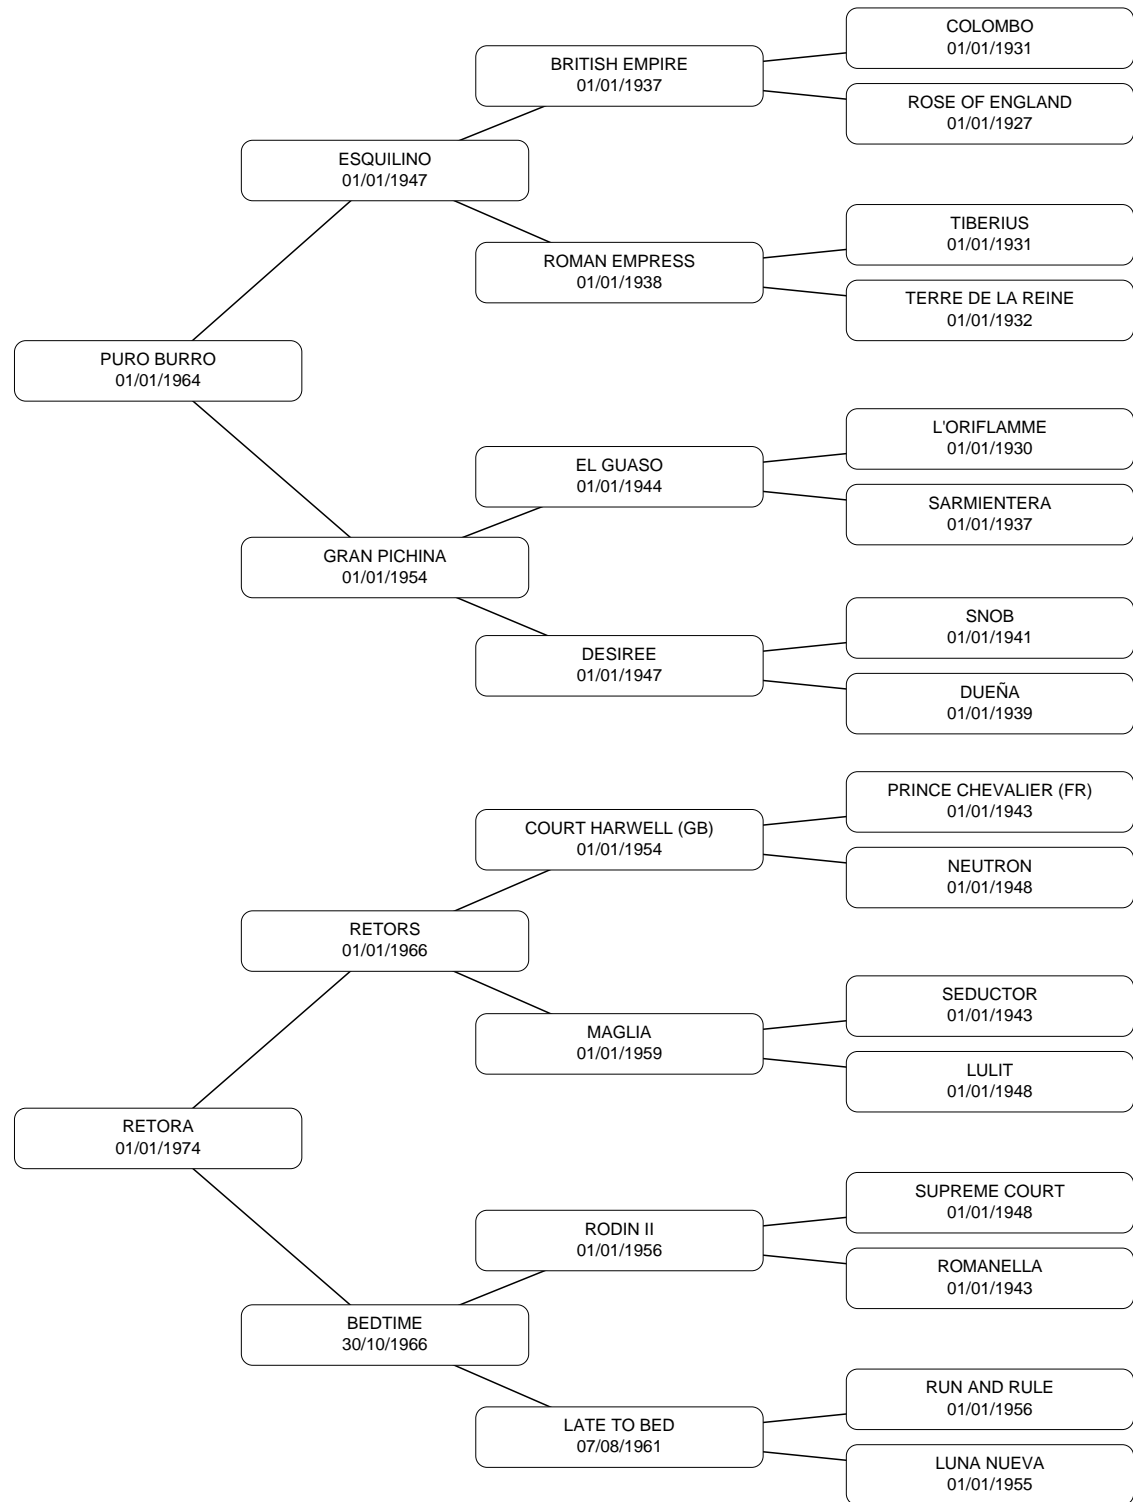 COLOMBO
01/01/1931
BRITISH EMPIRE
01/01/1937
ROSE OF ENGLAND
01/01/1927
ESQUILINO
01/01/1947
TIBERIUS
01/01/1931
ROMAN EMPRESS
01/01/1938
TERRE DE LA REINE
01/01/1932
PURO BURRO
01/01/1964
L'ORIFLAMME
01/01/1930
EL GUASO
01/01/1944
SARMIENTERA
01/01/1937
GRAN PICHINA
01/01/1954
SNOB
01/01/1941
DESIREE
01/01/1947
DUEÑA
01/01/1939
PRINCE CHEVALIER (FR)
01/01/1943
COURT HARWELL (GB)
01/01/1954
NEUTRON
01/01/1948
RETORS
01/01/1966
SEDUCTOR
01/01/1943
MAGLIA
01/01/1959
LULIT
01/01/1948
RETORA
01/01/1974
SUPREME COURT
01/01/1948
RODIN II
01/01/1956
ROMANELLA
01/01/1943
BEDTIME
30/10/1966
RUN AND RULE
01/01/1956
LATE TO BED
07/08/1961
LUNA NUEVA
01/01/1955